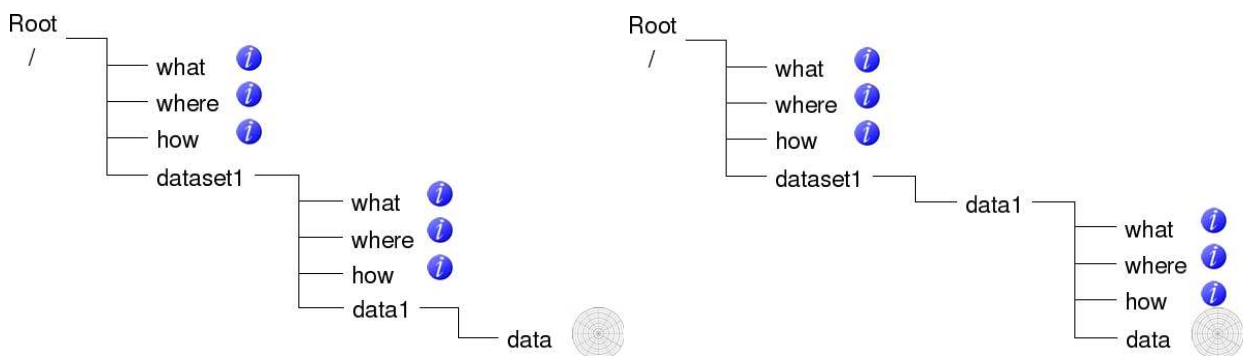 Root
/
what i
where i
how i
dataset1
what i
where i
how i
data1
data
Root
/
what i
where i
how i
dataset1
data1
what i
where i
how i
data